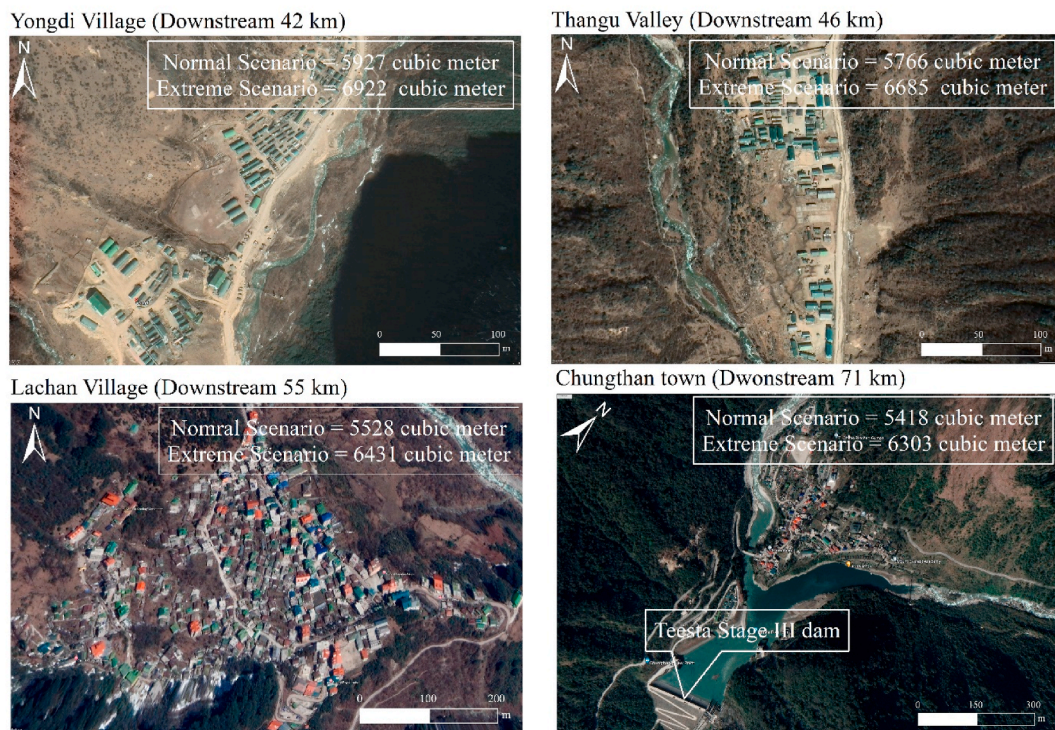 Yongdi Village (Downstream 42 km)
N
Normal Scenario = 5927 cubic meter
Extreme Scenario = 6922 cubic meter
0 50 100
m
Thangu Valley (Downstream 46 km)
N
Normal Scenario = 5766 cubic meter
Extreme Scenario = 6685 cubic meter
0 50 100
m
Lachan Village (Downstream 55 km)
N
Nomral Scenario = 5528 cubic meter
Extreme Scenario = 6431 cubic meter
0 100 200
m
Chungthan town (Dwonstream 71 km)
N
Normal Scenario = 5418 cubic meter
Extreme Scenario = 6303 cubic meter
Teesta Stage III dam
0 150 300
m